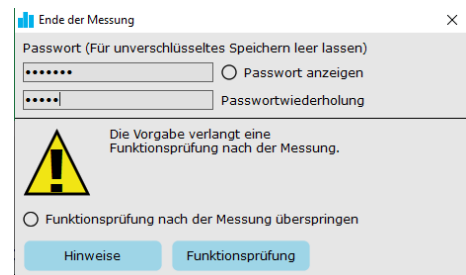 Ende der Messung
Passwort (Für unverschlüsseltes Speichern leer lassen)
••••••• Passwort anzeigen
••••• Passwortwiederholung
Die Vorgabe verlangt eine
Funktionsprüfung nach der Messung.
Funktionsprüfung nach der Messung überspringen
Hinweise Funktionsprüfung